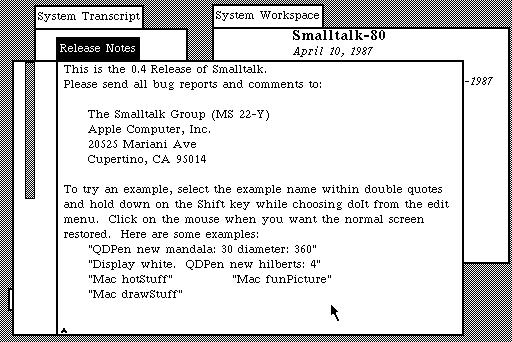 System Transcript
System Workspace
Smalltalk-80
April 10, 1987
Release Notes
-1987
This is the 0.4 Release of Smalltalk.
Please send all bug reports and comments to:
The Smalltalk Group (MS 22-Y)
Apple Computer, Inc.
20525 Mariani Ave
Cupertino, CA 95014
To try an example, select the example name within double quotes
and hold down on the Shift key while choosing doIt from the edit
menu.  Click on the mouse when you want the normal screen
restored.  Here are some examples:
"QDPen new mandala: 30 diameter: 360"
"Display white.  QDPen new hilberts: 4"
"Mac hotStuff" "Mac funPicture"
"Mac drawStuff"